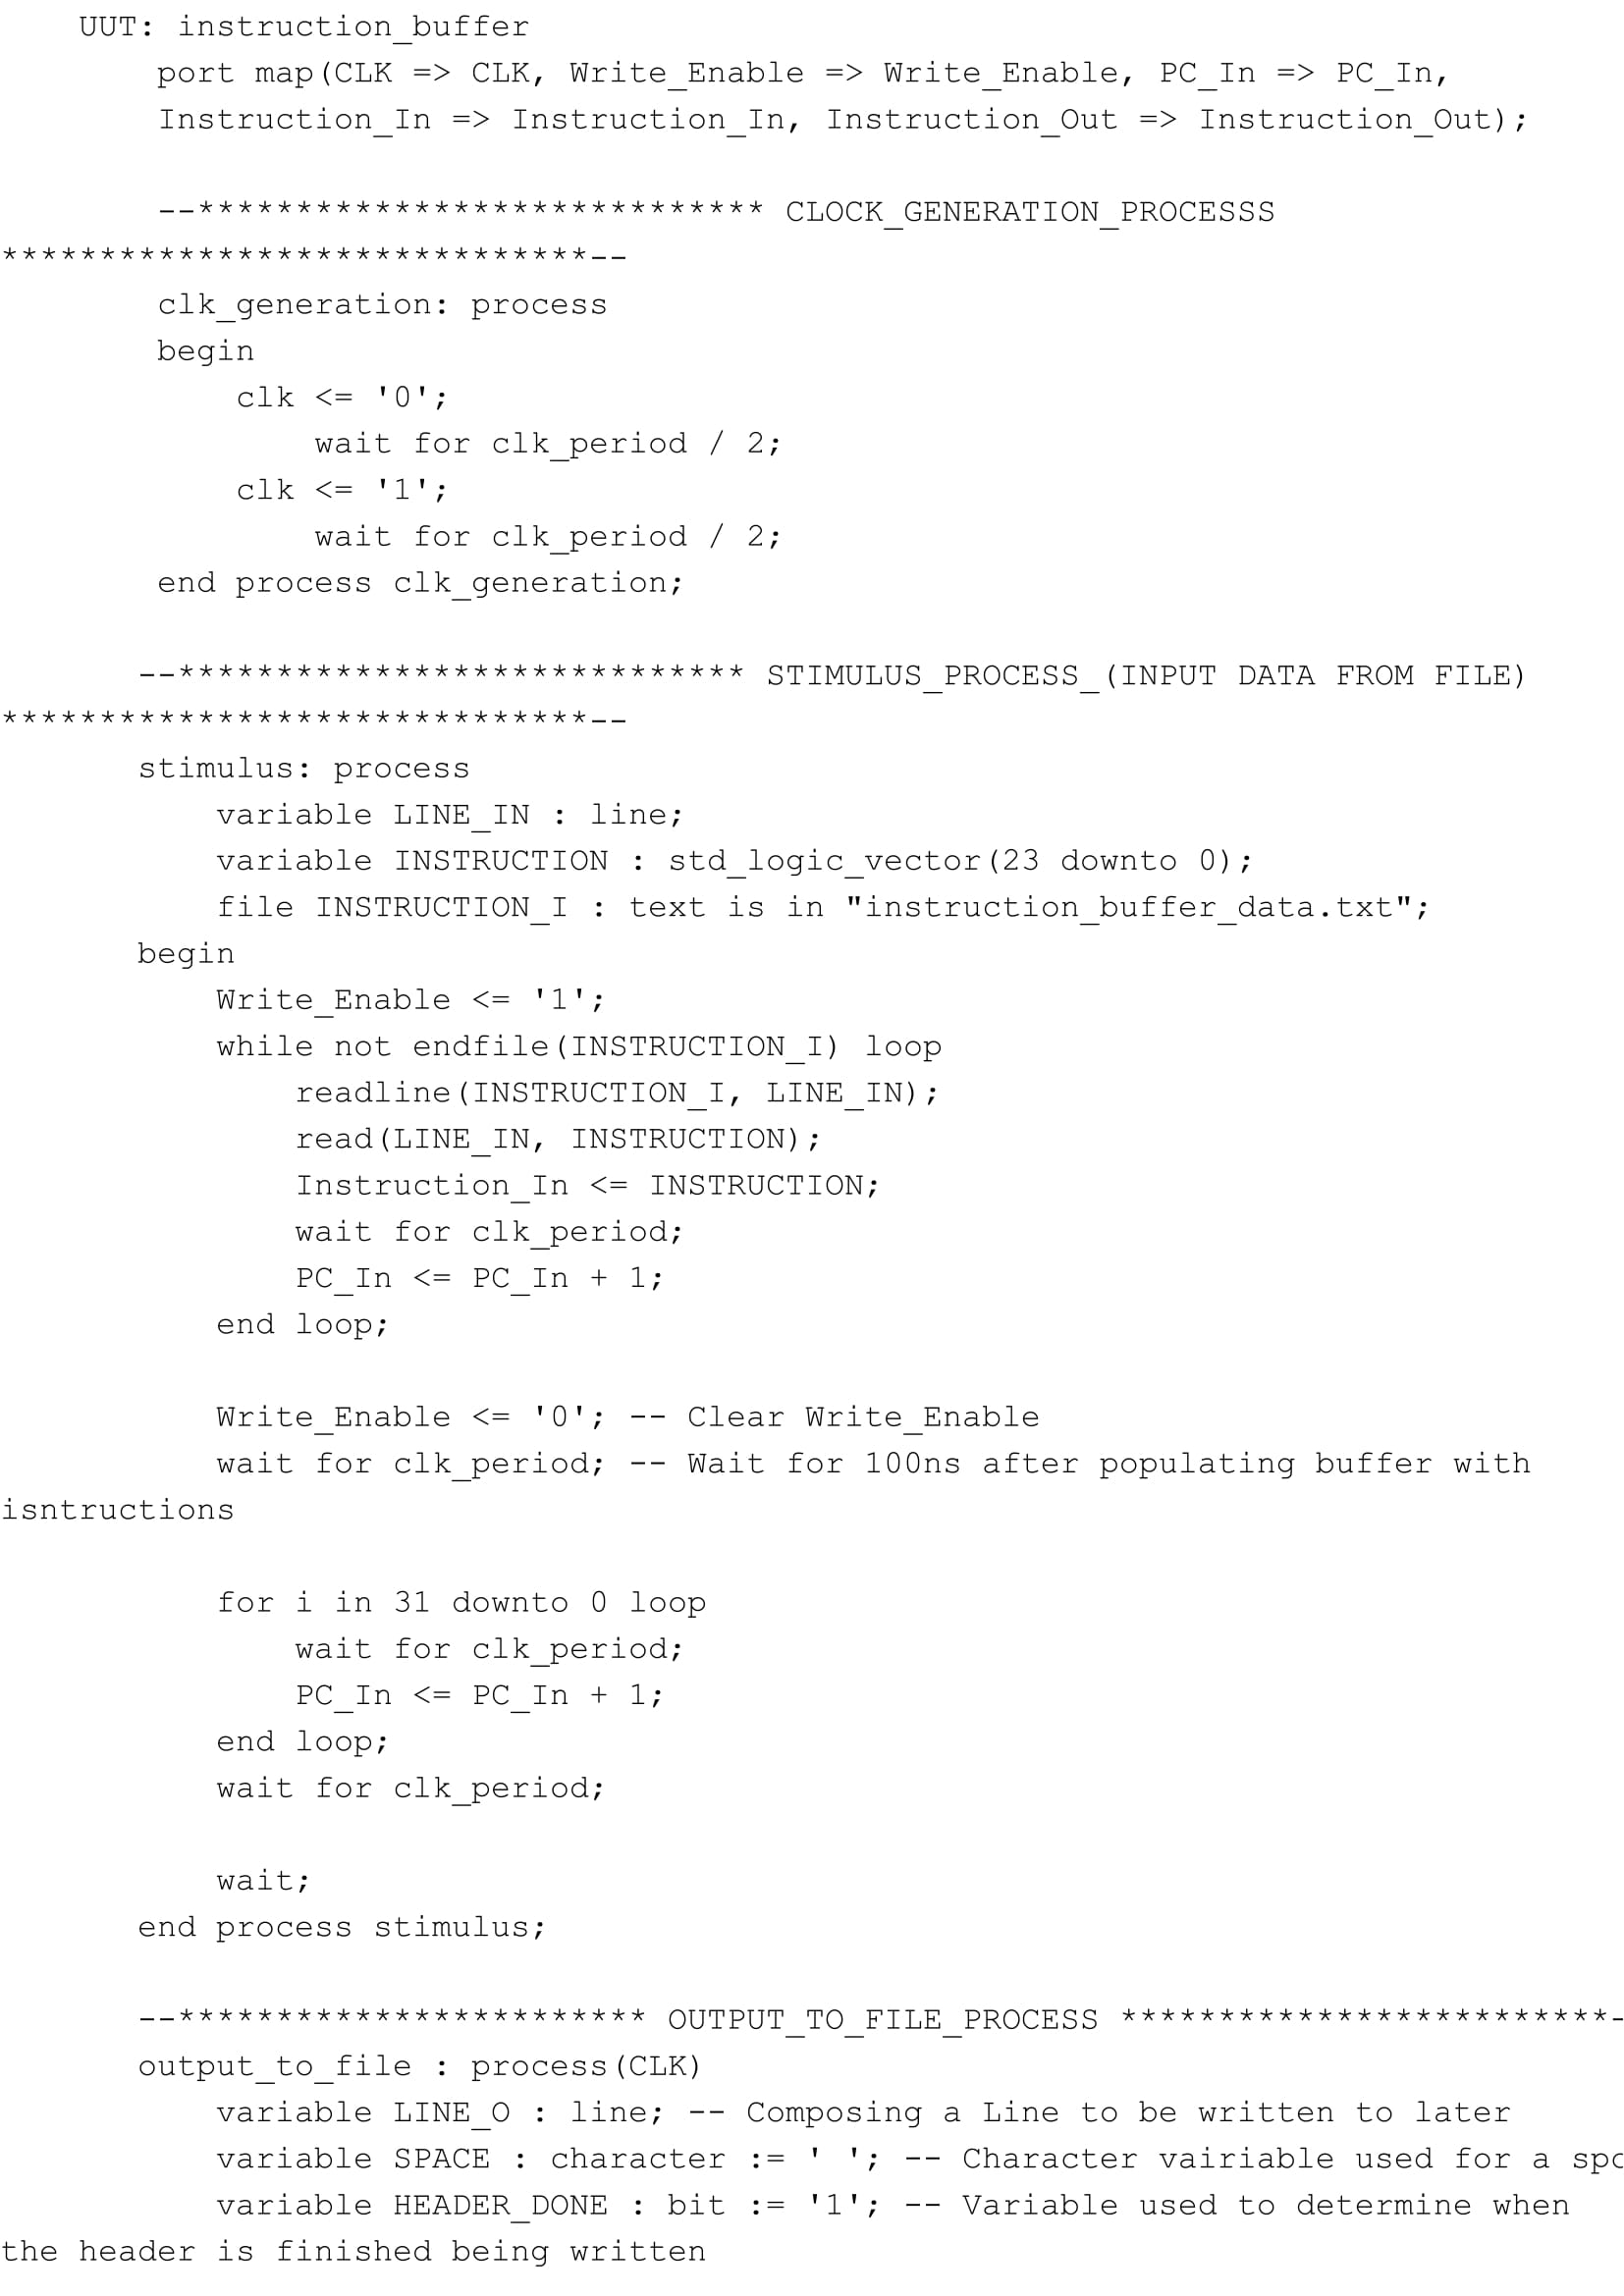 UUT: instruction_buffer
port map(CLK => CLK, Write_Enable => Write_Enable, PC_In => PC_In,
Instruction_In => Instruction_In, Instruction_Out => Instruction_Out);
--***************************** CLOCK_GENERATION_PROCESSS
******************************--
clk_generation: process
begin
clk <= '0';
wait for clk_period / 2;
clk <= '1';
wait for clk_period / 2;
end process clk_generation;
--***************************** STIMULUS_PROCESS_(INPUT DATA FROM FILE)
******************************--
stimulus: process
variable LINE_IN : line;
variable INSTRUCTION : std_logic_vector(23 downto 0);
file INSTRUCTION_I : text is in "instruction_buffer_data.txt";
begin
Write_Enable <= '1';
while not endfile(INSTRUCTION_I) loop
readline(INSTRUCTION_I, LINE_IN);
read(LINE_IN, INSTRUCTION);
Instruction_In <= INSTRUCTION;
wait for clk_period;
PC_In <= PC_In + 1;
end loop;
Write_Enable <= '0'; -- Clear Write_Enable
wait for clk_period; -- Wait for 100ns after populating buffer with
isntructions
for i in 31 downto 0 loop
wait for clk_period;
PC_In <= PC_In + 1;
end loop;
wait for clk_period;
wait;
end process stimulus;
--************************ OUTPUT_TO_FILE_PROCESS *************************-
output_to_file : process(CLK)
variable LINE_O : line; -- Composing a Line to be written to later
variable SPACE : character := ' '; -- Character vairiable used for a
variable HEADER_DONE : bit := '1'; -- Variable used to determine when
the header is finished being written